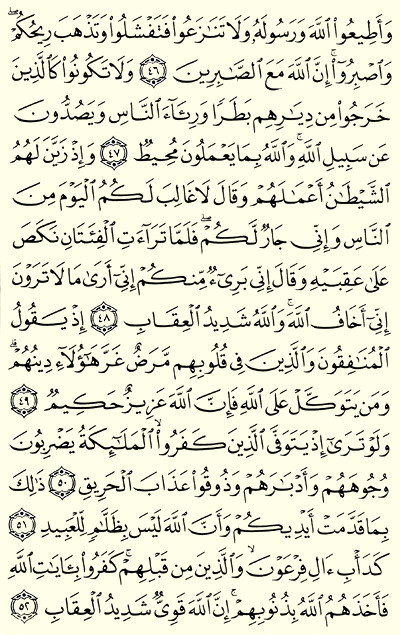 وَأَطِيعُوا۟ ٱللَّهَ وَرَسُولَهُۥ وَلَا تَنَـٰزَعُوا۟ فَتَفْشَلُوا۟ وَتَذْهَبَ رِيحُكُمْ ۖ
وَٱصْبِرُوٓا۟ ۚ إِنَّ ٱللَّهَ مَعَ ٱلصَّـٰبِرِينَ ٤٦ وَلَا تَكُونُوا۟ كَٱلَّذِينَ
خَرَجُوا۟ مِن دِيَـٰرِهِم بَطَرًا وَرِئَآءَ ٱلنَّاسِ وَيَصُدُّونَ
عَن سَبِيلِ ٱللَّهِ ۚ وَٱللَّهُ بِمَا يَعْمَلُونَ مُحِيطٌ ٤٧ وَإِذْ زَيَّنَ لَهُمُ
ٱلشَّيْطَـٰنُ أَعْمَـٰلَهُمْ وَقَالَ لَا غَالِبَ لَكُمُ ٱلْيَوْمَ مِنَ
ٱلنَّاسِ وَإِنِّى جَارٌ لَّكُمْ ۖ فَلَمَّا تَرَآءَتِ ٱلْفِئَتَانِ نَكَصَ
عَلَىٰ عَقِبَيْهِ وَقَالَ إِنِّى بَرِىٓءٌ مِّنكُمْ إِنِّىٓ أَرَىٰ مَا لَا تَرَوْنَ
إِنِّىٓ أَخَافُ ٱللَّهَ ۚ وَٱللَّهُ شَدِيدُ ٱلْعِقَابِ ٤٨ إِذْ يَقُولُ
ٱلْمُنَـٰفِقُونَ وَٱلَّذِينَ فِى قُلُوبِهِم مَّرَضٌ غَرَّ هَـٰٓؤُلَآءِ دِينُهُمْ ۗ
وَمَن يَتَوَكَّلْ عَلَى ٱللَّهِ فَإِنَّ ٱللَّهَ عَزِيزٌ حَكِيمٌ ٤٩
وَلَوْ تَرَىٰٓ إِذْ يَتَوَفَّى ٱلَّذِينَ كَفَرُوا۟ ۙ ٱلْمَلَـٰٓئِكَةُ يَضْرِبُونَ
وُجُوهَهُمْ وَأَدْبَـٰرَهُمْ وَذُوقُوا۟ عَذَابَ ٱلْحَرِيقِ ٥٠ ذَٰلِكَ
بِمَا قَدَّمَتْ أَيْدِيكُمْ وَأَنَّ ٱللَّهَ لَيْسَ بِظَلَّـٰمٍ لِّلْعَبِيدِ ٥١
كَدَأْبِ ءَالِ فِرْعَوْنَ ۙ وَٱلَّذِينَ مِن قَبْلِهِمْ ۚ كَفَرُوا۟ بِـَٔايَـٰتِ ٱللَّهِ
فَأَخَذَهُمُ ٱللَّهُ بِذُنُوبِهِمْ ۗ إِنَّ ٱللَّهَ قَوِىٌّ شَدِيدُ ٱلْعِقَابِ ٥٢